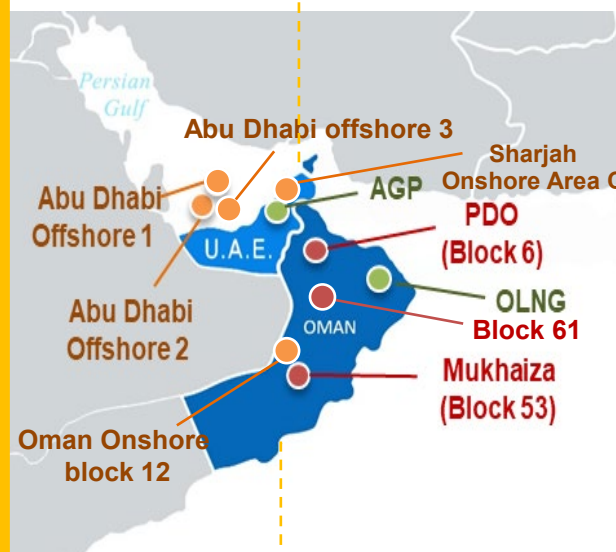 Persian
Gulf
Abu Dhabi offshore 3
Sharjah
Onshore Area C
AGP
Abu Dhabi
Offshore 1
PDO
(Block 6)
U.A.E.
OLNG
Abu Dhabi
Offshore 2
OMAN
Block 61
Mukhaiza
(Block 53)
Oman Onshore
block 12